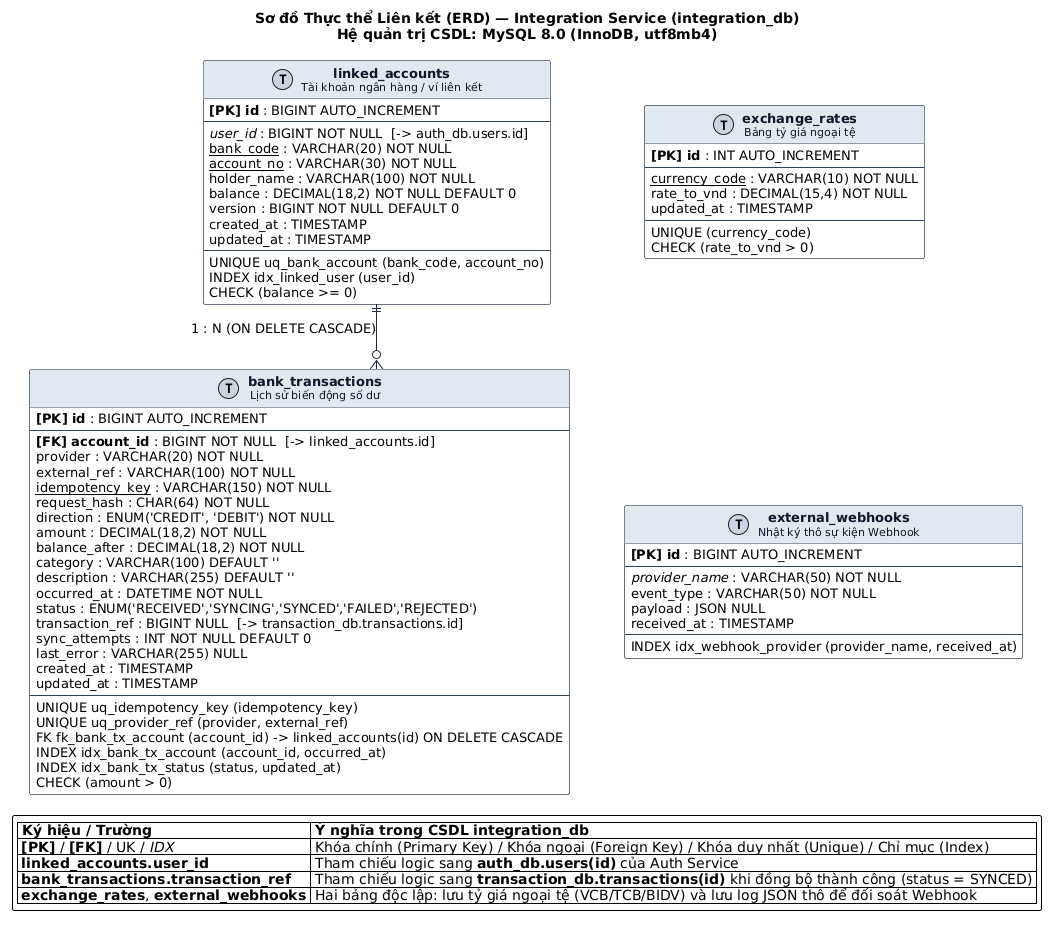 Sơ đồ Thực thể Liên kết (ERD) — Integration Service (integration_db)
Hệ quản trị CSDL: MySQL 8.0 (InnoDB, utf8mb4)
T
linked_accounts
Tài khoản ngân hàng / ví liên kết
[PK] id : BIGINT AUTO_INCREMENT
user_id : BIGINT NOT NULL [-> auth_db.users.id]
bank_code : VARCHAR(20) NOT NULL
account_no : VARCHAR(30) NOT NULL
holder_name : VARCHAR(100) NOT NULL
balance : DECIMAL(18,2) NOT NULL DEFAULT 0
version : BIGINT NOT NULL DEFAULT 0
created_at : TIMESTAMP
updated_at : TIMESTAMP
UNIQUE uq_bank_account (bank_code, account_no)
INDEX idx_linked_user (user_id)
CHECK (balance >= 0)
T
exchange_rates
Bảng tỷ giá ngoại tệ
[PK] id : INT AUTO_INCREMENT
currency_code : VARCHAR(10) NOT NULL
rate_to_vnd : DECIMAL(15,4) NOT NULL
updated_at : TIMESTAMP
UNIQUE (currency_code)
CHECK (rate_to_vnd > 0)
1 : N (ON DELETE CASCADE)
T
bank_transactions
Lịch sử biến động số dư
[PK] id : BIGINT AUTO_INCREMENT
[FK] account_id : BIGINT NOT NULL [-> linked_accounts.id]
provider : VARCHAR(20) NOT NULL
external_ref : VARCHAR(100) NOT NULL
idempotency_key : VARCHAR(150) NOT NULL
request_hash : CHAR(64) NOT NULL
direction : ENUM('CREDIT', 'DEBIT') NOT NULL
amount : DECIMAL(18,2) NOT NULL
balance_after : DECIMAL(18,2) NOT NULL
category : VARCHAR(100) DEFAULT ''
description : VARCHAR(255) DEFAULT ''
occurred_at : DATETIME NOT NULL
status : ENUM('RECEIVED','SYNCING','SYNCED','FAILED','REJECTED')
transaction_ref : BIGINT NULL [-> transaction_db.transactions.id]
sync_attempts : INT NOT NULL DEFAULT 0
last_error : VARCHAR(255) NULL
created_at : TIMESTAMP
updated_at : TIMESTAMP
UNIQUE uq_idempotency_key (idempotency_key)
UNIQUE uq_provider_ref (provider, external_ref)
FK fk_bank_tx_account (account_id) -> linked_accounts(id) ON DELETE CASCADE
INDEX idx_bank_tx_account (account_id, occurred_at)
INDEX idx_bank_tx_status (status, updated_at)
CHECK (amount > 0)
T
external_webhooks
Nhật ký thô sự kiện Webhook
[PK] id : BIGINT AUTO_INCREMENT
provider_name : VARCHAR(50) NOT NULL
event_type : VARCHAR(50) NOT NULL
payload : JSON NULL
received_at : TIMESTAMP
INDEX idx_webhook_provider (provider_name, received_at)
Ký hiệu / Trường Ý nghĩa trong CSDL integration_db
[PK] / [FK] / UK / IDX Khóa chính (Primary Key) / Khóa ngoại (Foreign Key) / Khóa duy nhất (Unique) / Chỉ mục (Index)
linked_accounts.user_id Tham chiếu logic sang auth_db.users(id) của Auth Service
bank_transactions.transaction_ref Tham chiếu logic sang transaction_db.transactions(id) khi đồng bộ thành công (status = SYNCED)
exchange_rates, external_webhooks Hai bảng độc lập: lưu tỷ giá ngoại tệ (VCB/TCB/BIDV) và lưu log JSON thô để đối soát Webhook